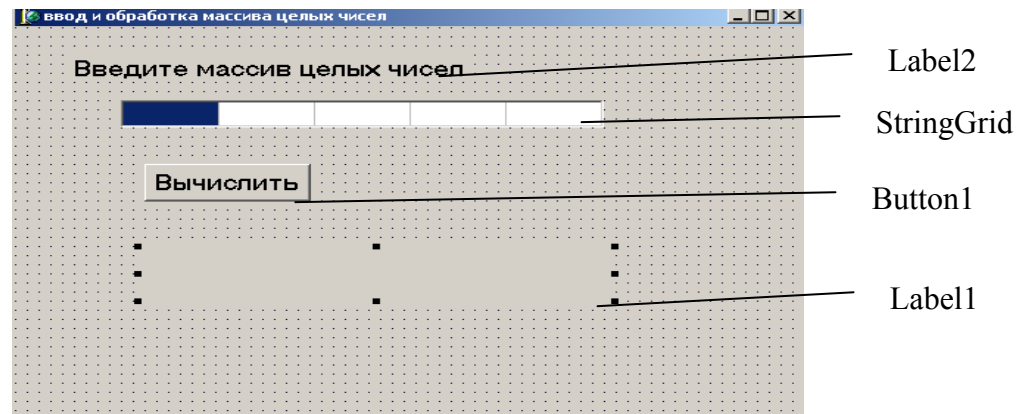 ввод и обработка массива целых чисел
Введите массив целых чисел
Label2
StringGrid
Вычислить
Button1
Label1